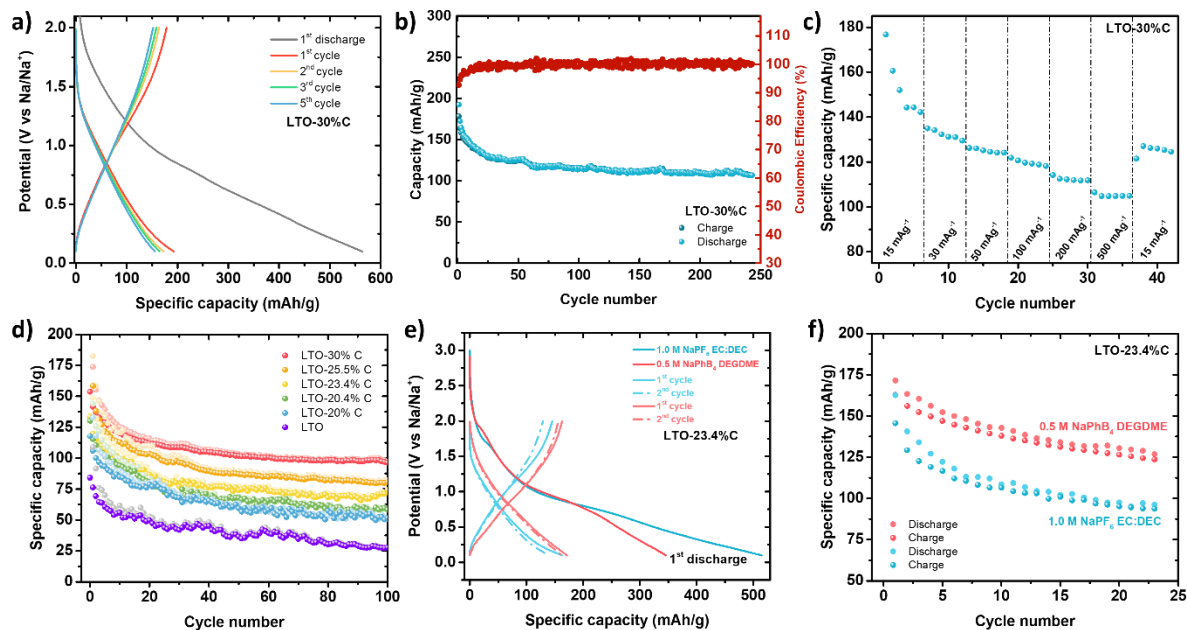 a)
Potential (V vs Na/Na⁺)
2.0
1.5
1.0
0.5
0.0
1ˢᵗ discharge
1ˢᵗ cycle
2ⁿᵈ cycle
3ʳᵈ cycle
5ᵗʰ cycle
LTO-30%C
0 100 200 300 400 500 600
Specific capacity (mAh/g)
b)
Capacity (mAh/g)
300
250
200
150
100
50
0
Coulombic Efficiency (%)
110
100
90
80
70
60
50
40
30
LTO-30%C
Charge
Discharge
0 50 100 150 200 250
Cycle number
c)
Specific capacity (mAh/g)
180
160
140
120
100
80
LTO-30%C
15 mAg⁻¹
30 mAg⁻¹
50 mAg⁻¹
100 mAg⁻¹
200 mAg⁻¹
500 mAg⁻¹
15 mAg⁻¹
0 10 20 30 40
Cycle number
d)
Specific capacity (mAh/g)
200
175
150
125
100
75
50
25
0
LTO-30% C
LTO-25.5% C
LTO-23.4% C
LTO-20.4% C
LTO-20% C
LTO
0 20 40 60 80 100
Cycle number
e)
Potential (V vs Na/Na⁺)
3.0
2.5
2.0
1.5
1.0
0.5
0.0
1.0 M NaPF₆ EC:DEC
0.5 M NaPhB₄ DEGDME
1ˢᵗ cycle
2ⁿᵈ cycle
1ˢᵗ cycle
2ⁿᵈ cycle
LTO-23.4%C
1ˢᵗ discharge
0 100 200 300 400 500
Specific capacity (mAh/g)
f)
Specific capacity (mAh/g)
200
175
150
125
100
75
50
LTO-23.4%C
0.5 M NaPhB₄ DEGDME
1.0 M NaPF₆ EC:DEC
Discharge
Charge
Discharge
Charge
0 5 10 15 20 25
Cycle number